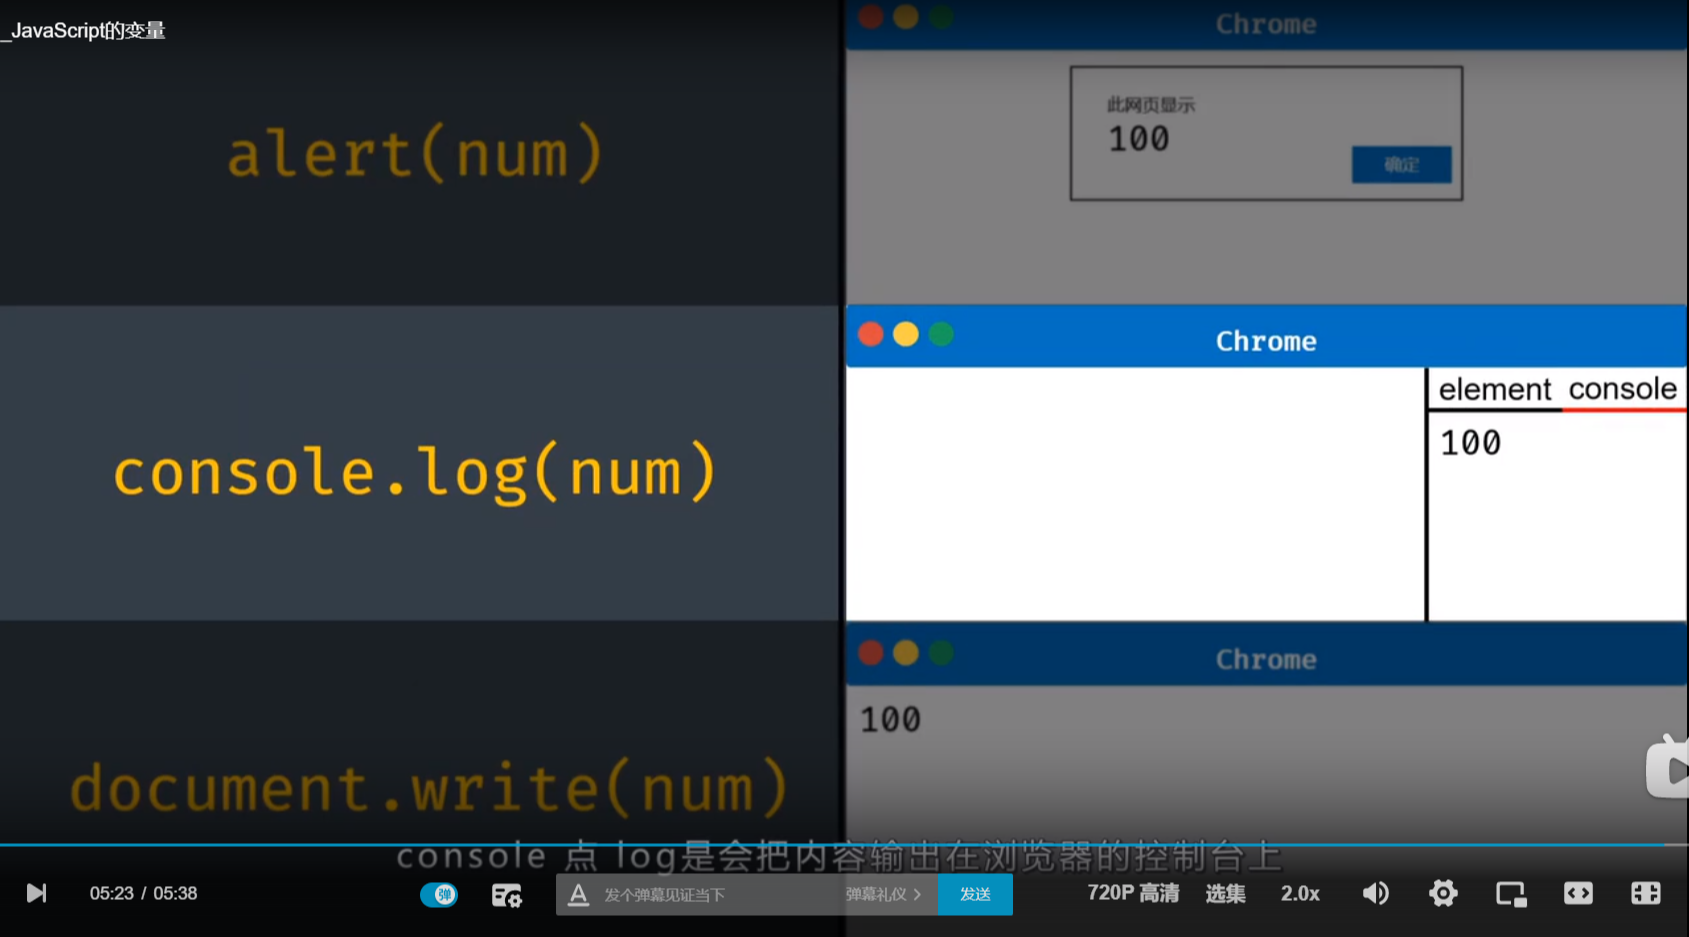 _JavaScript的变量
Chrome
alert(num)
此网页显示
100
确定
Chrome
console.log(num)
element console
100
Chrome
100
document.write(num)
console 点 log是会把内容输出在浏览器的控制台上
05:23 / 05:38
弹
A
发个弹幕见证当下
弹幕礼仪 >
发送
720P 高清
选集
2.0x